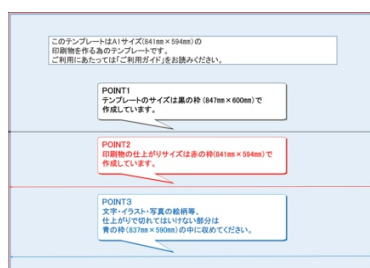 このテンプレートはA1サイズ(841mm×594mm)の
印刷物を作る為のテンプレートです。
ご利用にあたっては「ご利用ガイド」をお読みください。
POINT1
テンプレートのサイズは黒の枠(847mm×600mm)で
作成しています。
POINT2
印刷物の仕上がりサイズは赤の枠(841mm×594mm)で
作成しています。
POINT3
文字・イラスト・写真の絵柄等、
仕上がりで切れてはいけない部分は
青の枠(837mm×590mm)の中に収めてください。